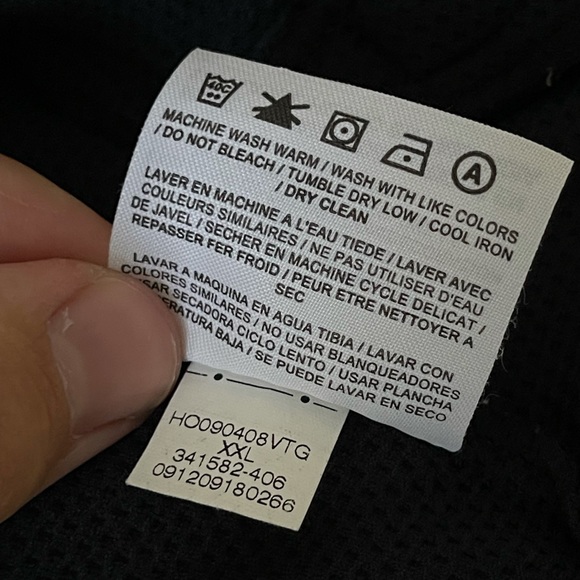 40C
A
MACHINE WASH WARM / WASH WITH LIKE COLORS
/ DO NOT BLEACH / TUMBLE DRY LOW / COOL IRON
/ DRY CLEAN
LAVER EN MACHINE A L'EAU TIEDE / LAVER AVEC
COULEURS SIMILAIRES / NE PAS UTILISER D'EAU
DE JAVEL / SECHER EN MACHINE CYCLE DELICAT /
REPASSER FER FROID / PEUR ETRE NETTOYER A
SEC
LAVAR A MAQUINA EN AGUA TIBIA / LAVAR CON
COLORES SIMILARES / NO USAR BLANQUEADORES
USAR SECADORA CICLO LENTO / USAR PLANCHA
BAJA / SE PUEDE LAVAR EN SECO
HO090408VTG
XXL
341582-406
091209180266